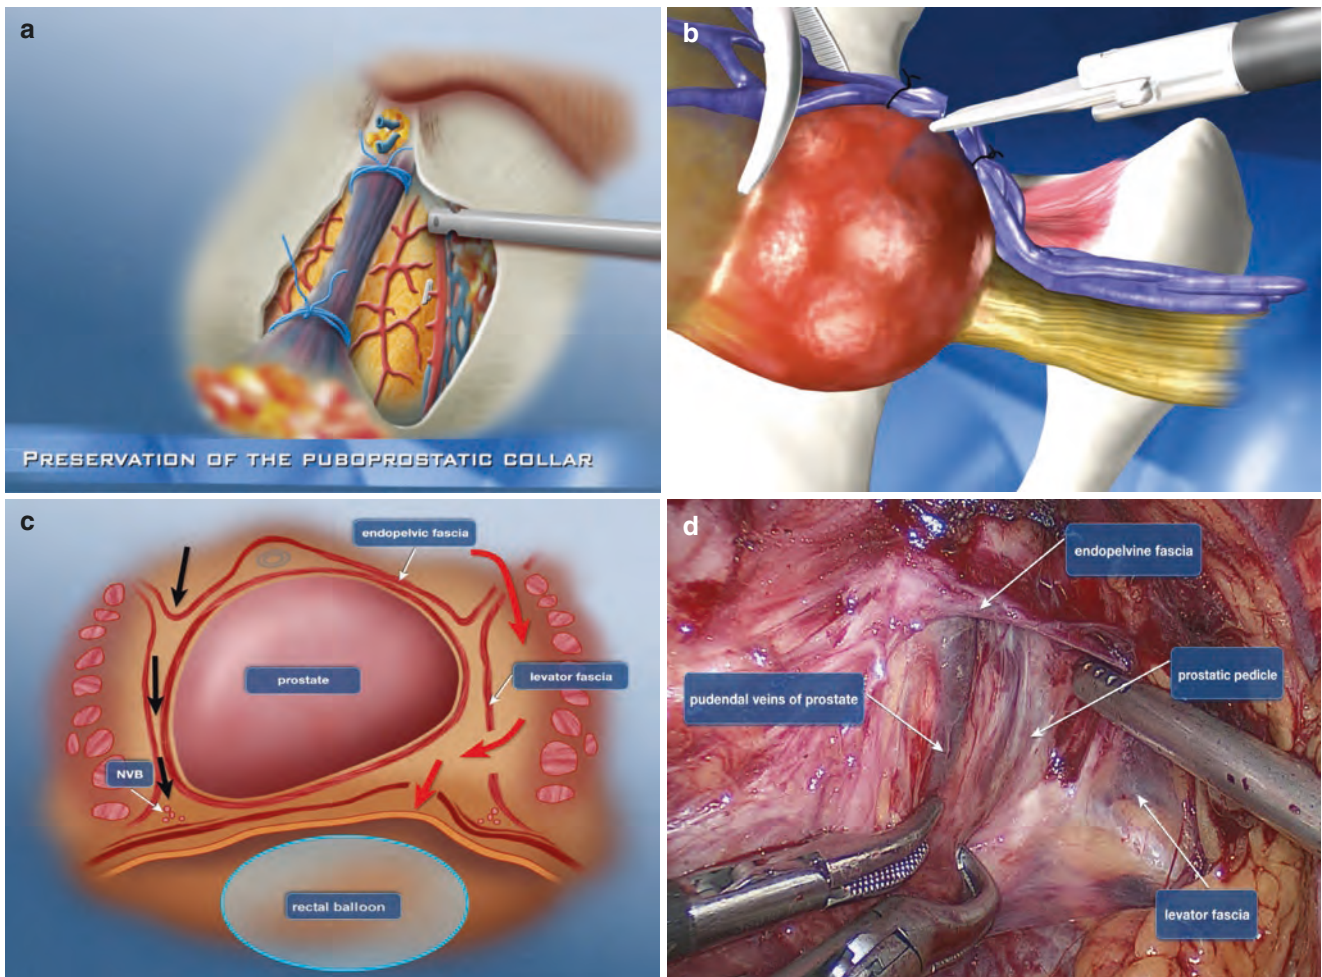 a
PRESERVATION OF THE PUBOPROSTATIC COLLAR
b
c
endopelvic fascia
levator fascia
prostate
NVB
rectal balloon
d
endopelvine fascia
prostatic pedicle
pudendal veins of prostate
levator fascia